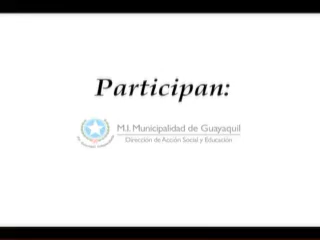 Participan:
M.I. Municipalidad de Guayaquil
Dirección de Acción Social y Educación